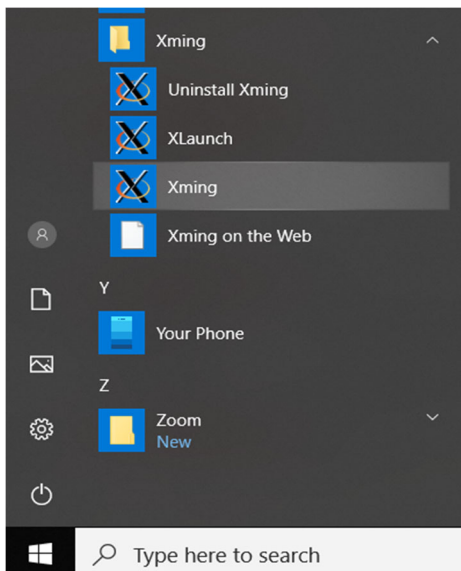 Xming
Uninstall Xming
XLaunch
Xming
Xming on the Web
Y
Your Phone
Z
Zoom
New
Type here to search